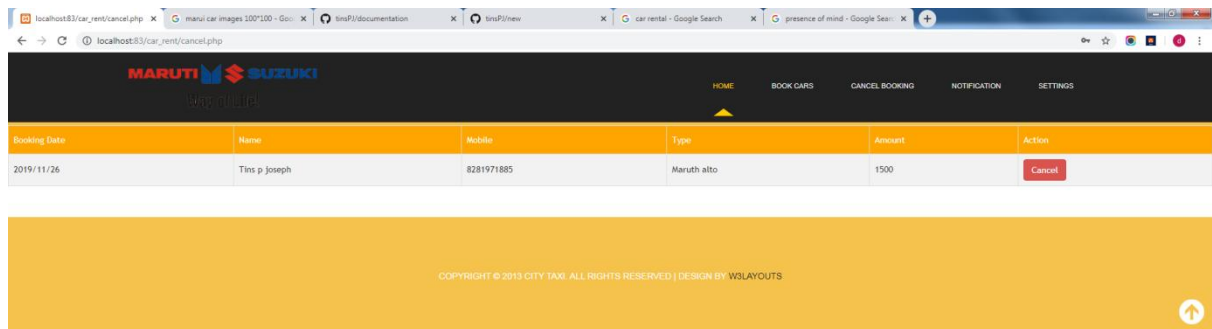 localhost:83/car_rent/cancel.php
marui car images 100*100 - Goo
tinsPJ/documentation
tinsPJ/new
car rental - Google Search
presence of mind - Google Sear
localhost:83/car_rent/cancel.php
MARUTI SUZUKI
HOME
BOOK CARS
CANCEL BOOKING
NOTIFICATION
SETTINGS
Booking Date Name Mobile Type Amount Action
2019/11/26 Tins p joseph 8281971885 Maruth alto 1500 Cancel
COPYRIGHT © 2013 CITY TAXI. ALL RIGHTS RESERVED | DESIGN BY W3LAYOUTS